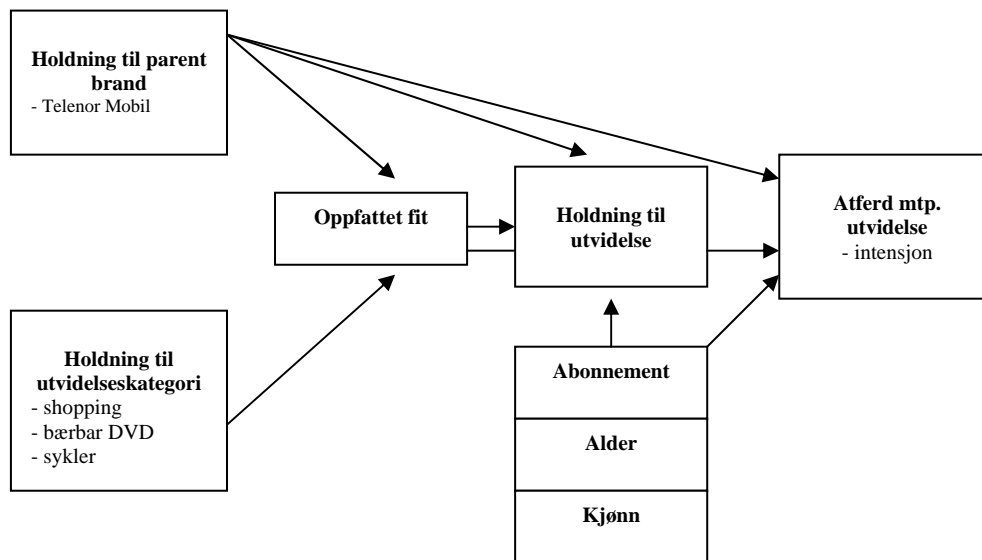 Holdning til parent
brand
- Telenor Mobil
Oppfattet fit
Holdning til
utvidelse
Atferd mtp.
utvidelse
- intensjon
Holdning til
utvidelseskategori
- shopping
- bærbar DVD
- sykler
Abonnement
Alder
Kjønn